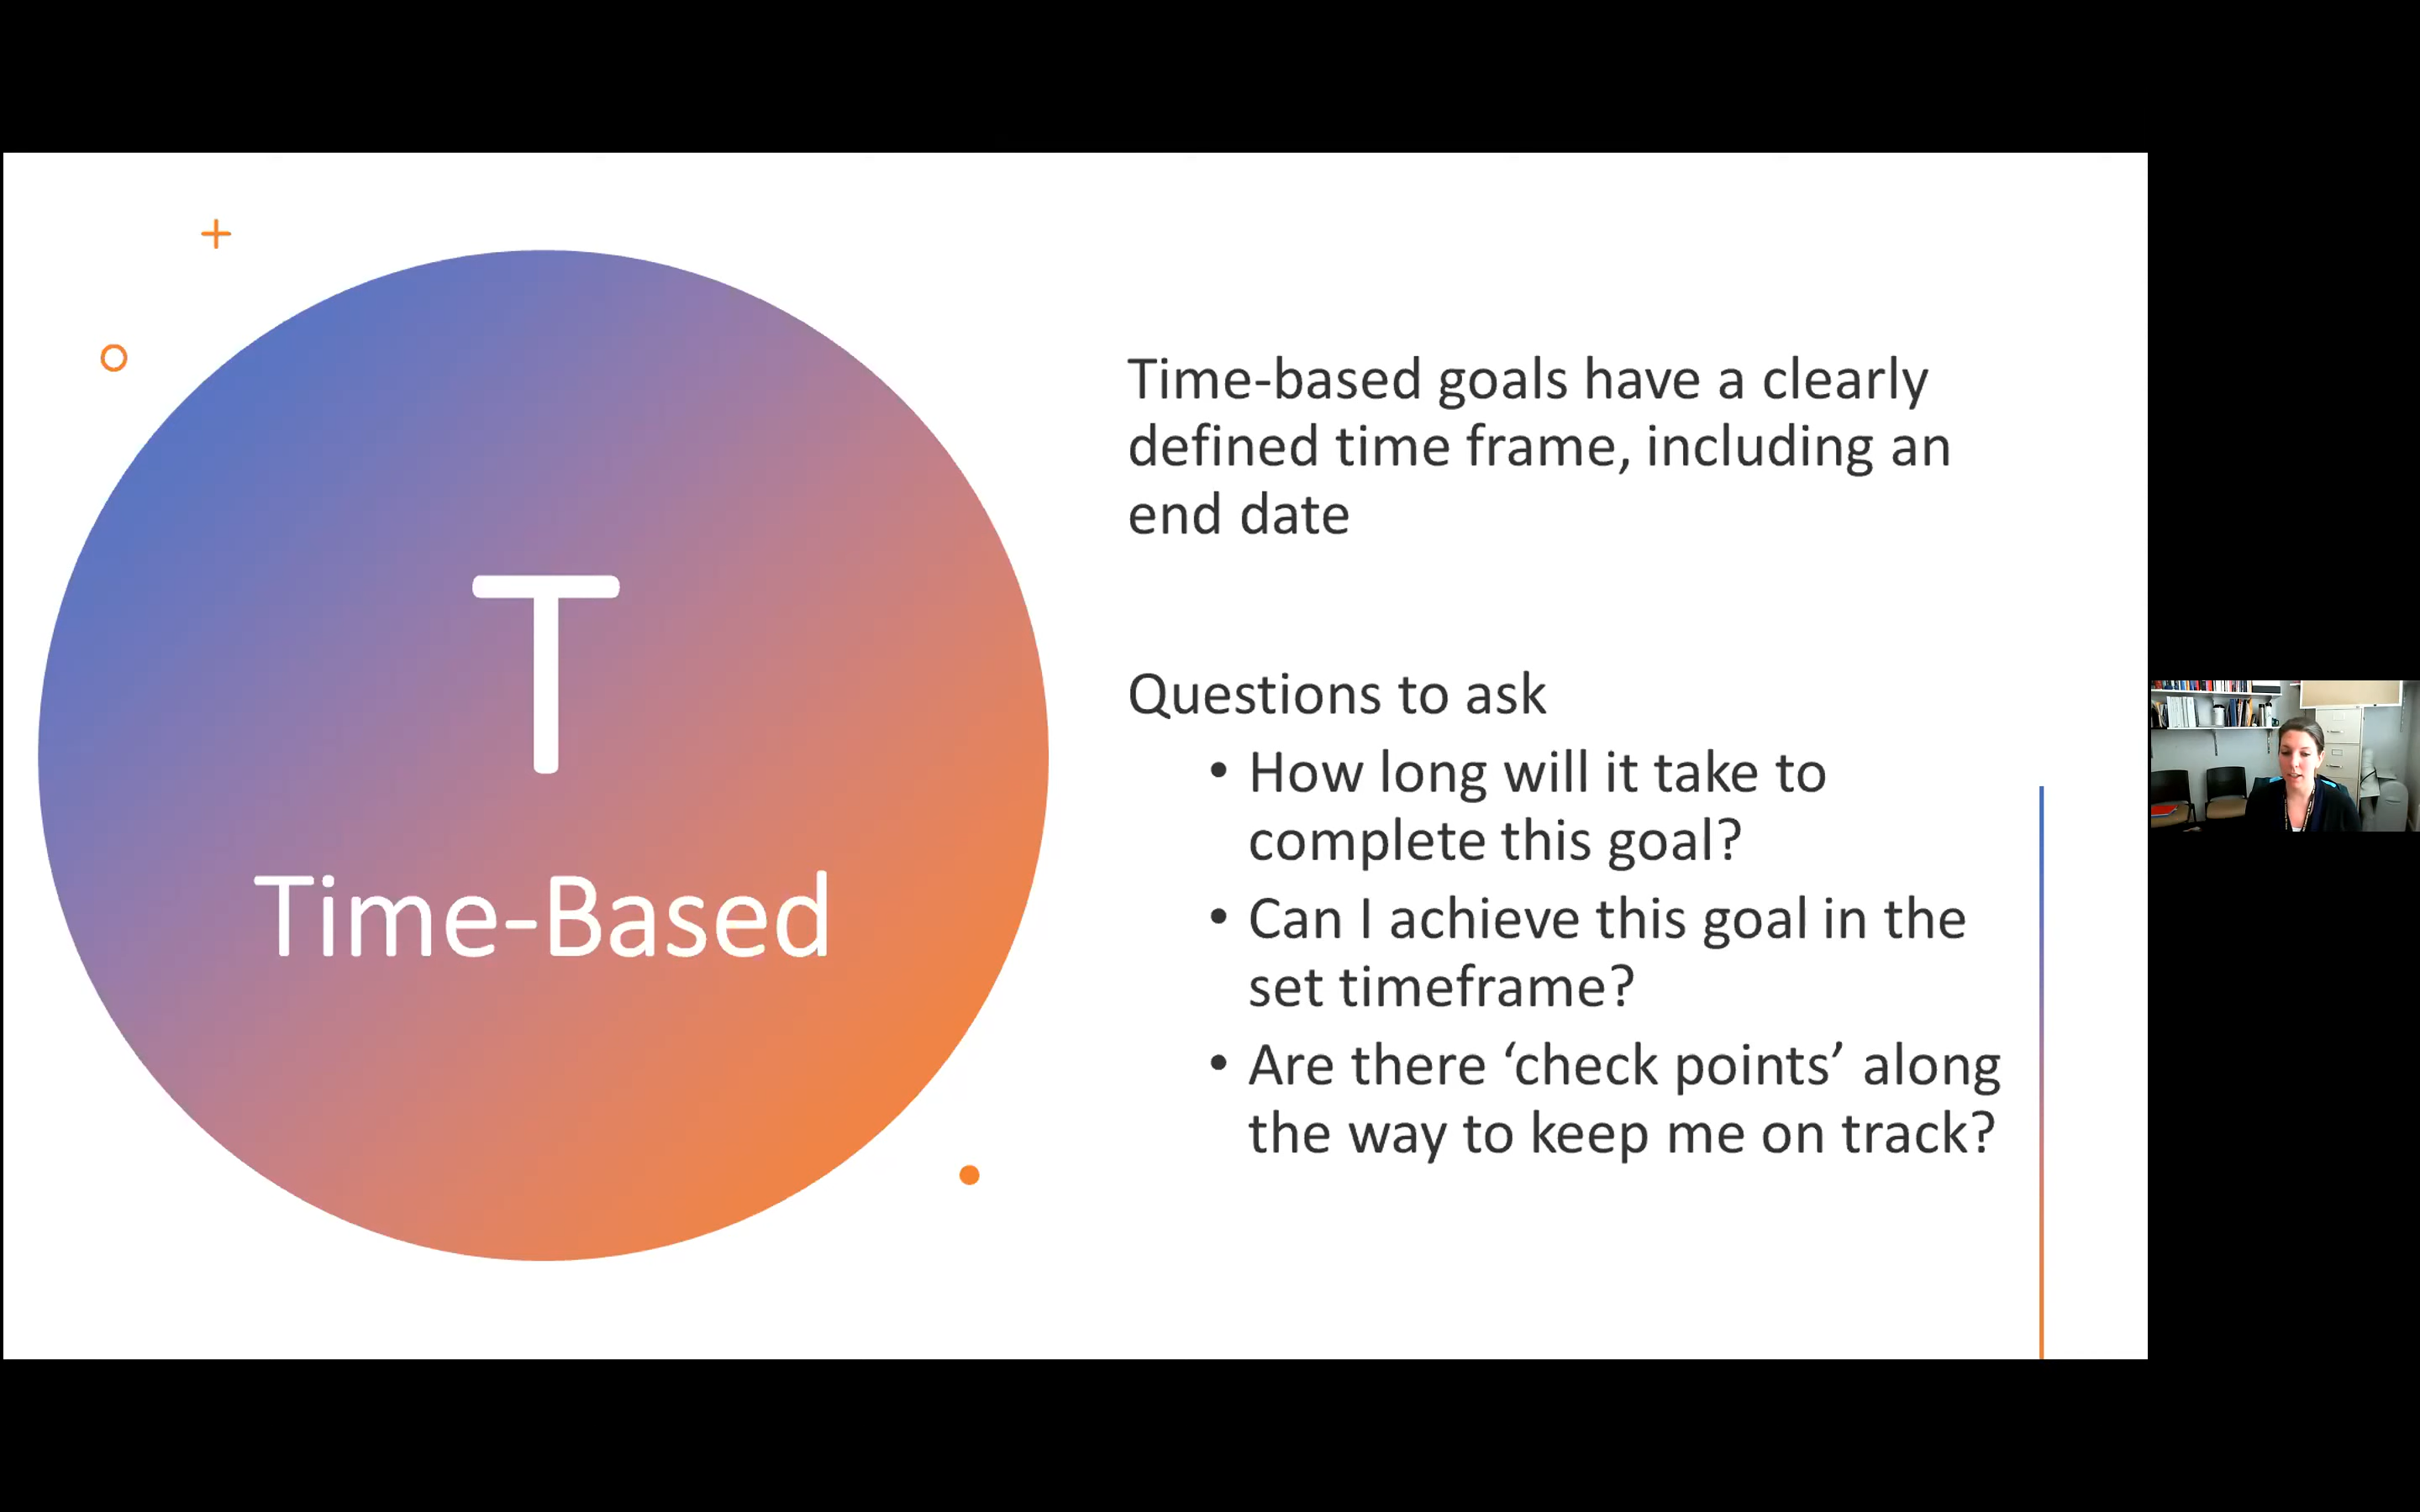 T
Time-Based
Time-based goals have a clearly
defined time frame, including an
end date
Questions to ask
• How long will it take to
complete this goal?
• Can I achieve this goal in the
set timeframe?
• Are there ‘check points’ along
the way to keep me on track?